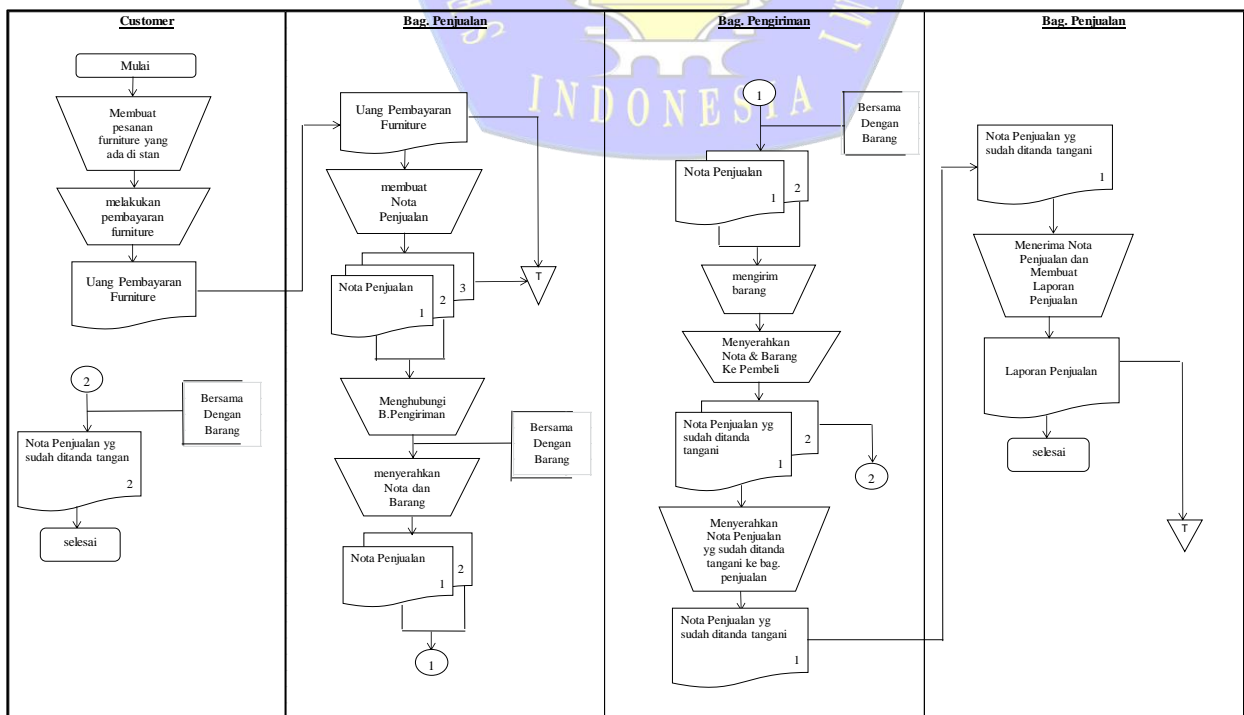 Customer
Mulai
Membuat
pesanan
furniture yang
ada di stan
melakukan
pembayaran
furniture
Uang Pembayaran
Furniture
2
Bersama
Dengan
Barang
Nota Penjualan yg
sudah ditanda tangan
2
selesai
Bag. Penjualan
Uang Pembayaran
Furniture
membuat
Nota
Penjualan
T
Nota Penjualan
1
2
3
Menghubungi
B.Pengiriman
Bersama
Dengan
Barang
menyerahkan
Nota dan
Barang
Nota Penjualan
1
2
1
Bag. Pengiriman
1
Bersama
Dengan
Barang
Nota Penjualan
1
2
mengirim
barang
Menyerahkan
Nota & Barang
Ke Pembeli
Nota Penjualan yg
sudah ditanda
tangani
1
2
2
Menyerahkan
Nota Penjualan
yg sudah ditanda
tangani ke bag.
penjualan
Nota Penjualan yg
sudah ditanda tangani
1
Bag. Penjualan
Nota Penjualan yg
sudah ditanda tangani
1
Menerima Nota
Penjualan dan
Membuat
Laporan
Penjualan
Laporan Penjualan
selesai
T
INDONESIA